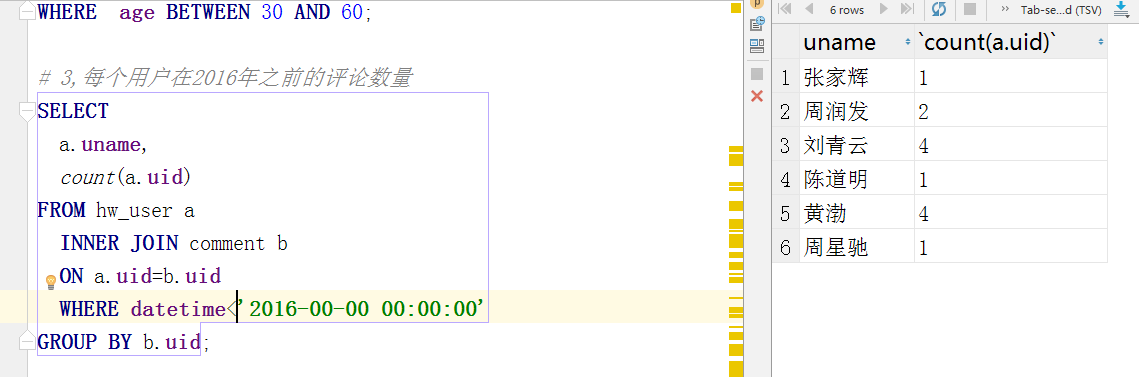 WHERE  age BETWEEN 30 AND 60;
# 3,每个用户在2016年之前的评论数量
SELECT
a.uname,
count(a.uid)
FROM hw_user a
INNER JOIN comment b
ON a.uid=b.uid
WHERE datetime<'2016-00-00 00:00:00'
GROUP BY b.uid;
p
6 rows
Tab-se...d (TSV)
uname `count(a.uid)`
1 张家辉 1
2 周润发 2
3 刘青云 4
4 陈道明 1
5 黄渤 4
6 周星驰 1